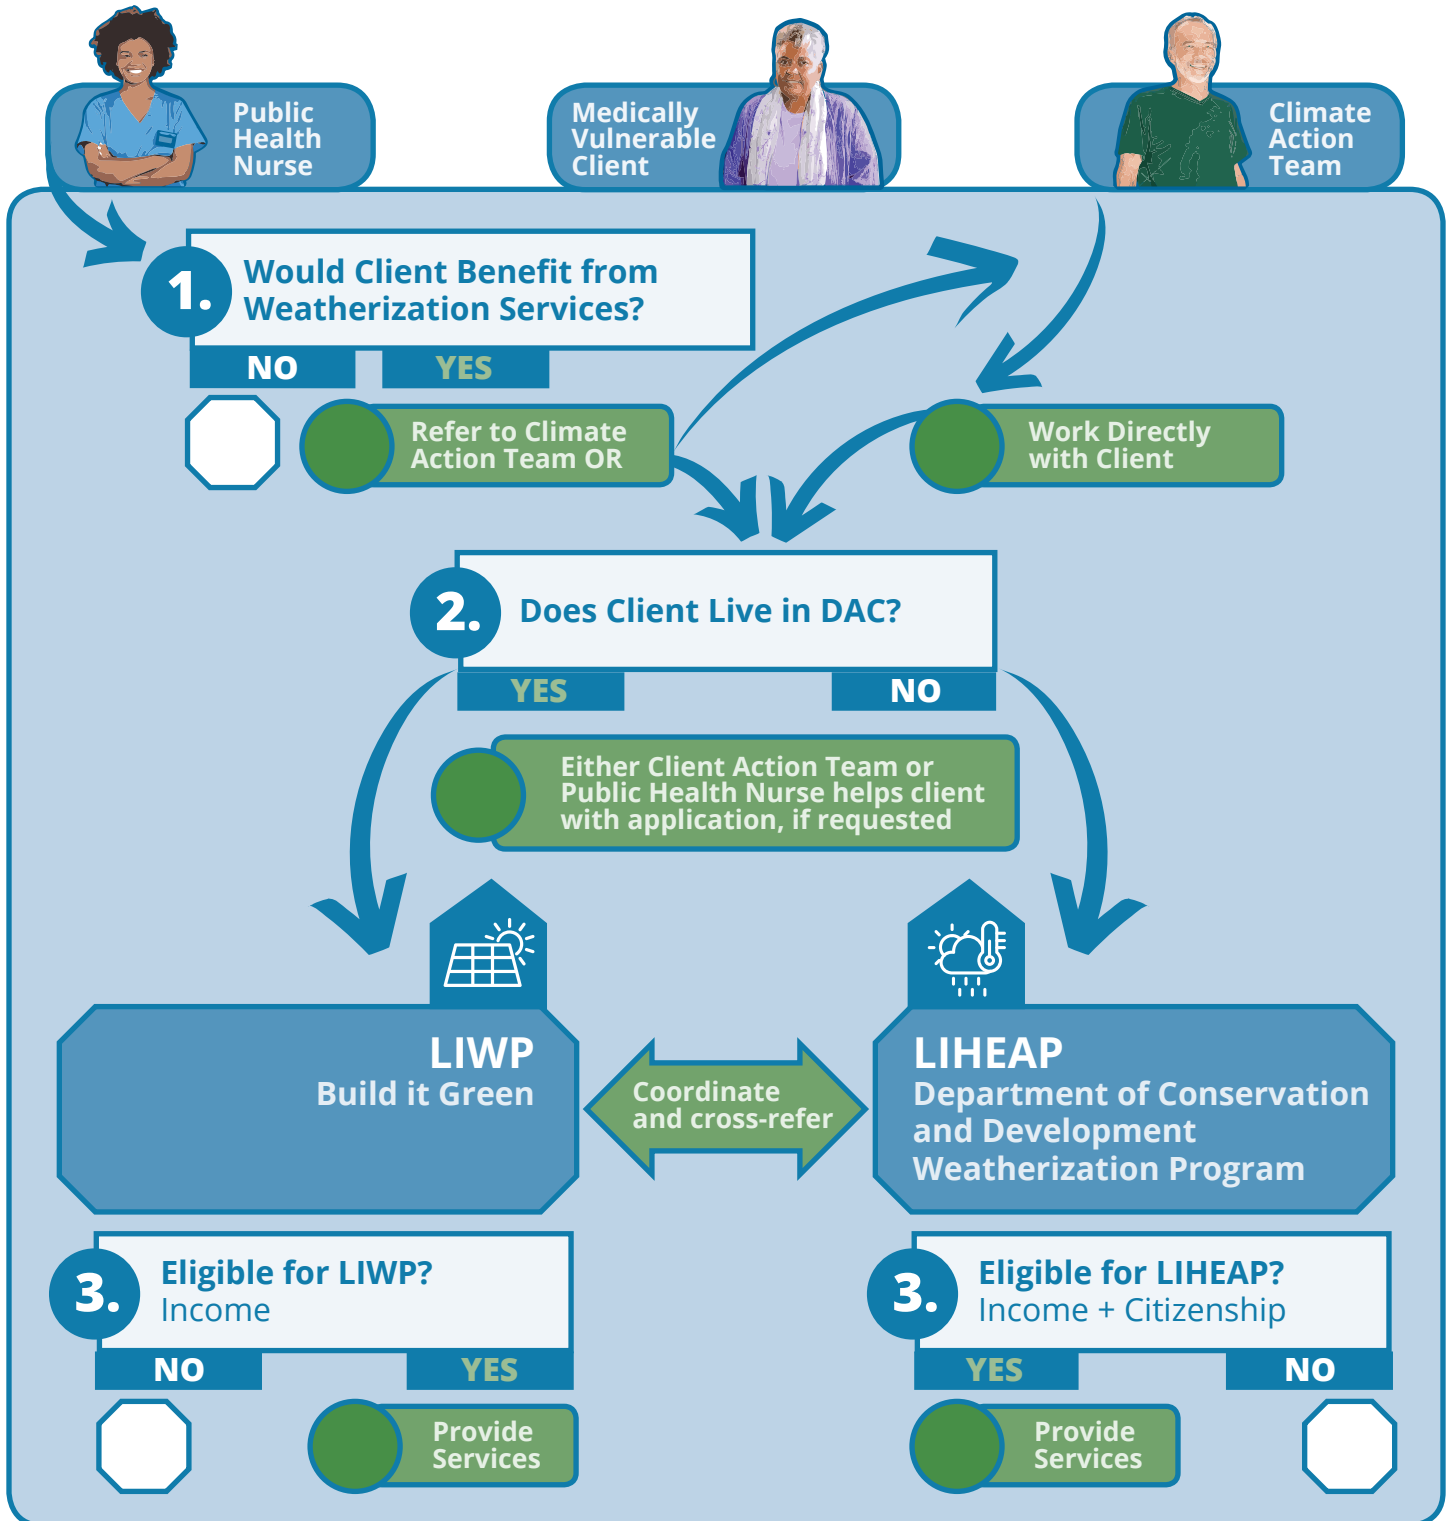 Public
Health
Nurse
Medically
Vulnerable
Client
Climate
Action
Team
1.
Would Client Benefit from
Weatherization Services?
NO
YES
Refer to Climate
Action Team OR
Work Directly
with Client
2.
Does Client Live in DAC?
YES
NO
Either Client Action Team or
Public Health Nurse helps client
with application, if requested
LIWP
Build it Green
Coordinate
and cross-refer
LIHEAP
Department of Conservation
and Development
Weatherization Program
3.
Eligible for LIWP?
Income
NO
YES
Provide
Services
3.
Eligible for LIHEAP?
Income + Citizenship
YES
NO
Provide
Services